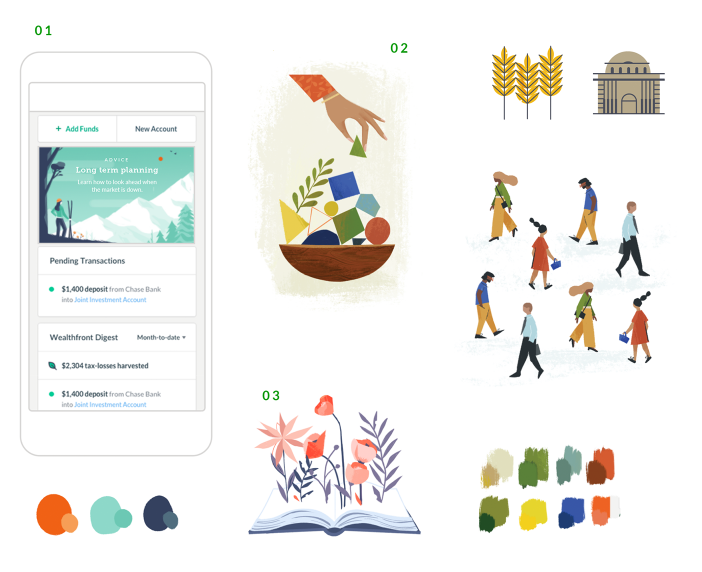 01
02
+ Add Funds
New Account
ADVICE
Long term planning
Learn how to look ahead when
the market is down.
Pending Transactions
$1,400 deposit from Chase Bank
into Joint Investment Account
Wealthfront Digest
Month-to-date
$2,304 tax-losses harvested
$1,400 deposit from Chase Bank
into Joint Investment Account
03